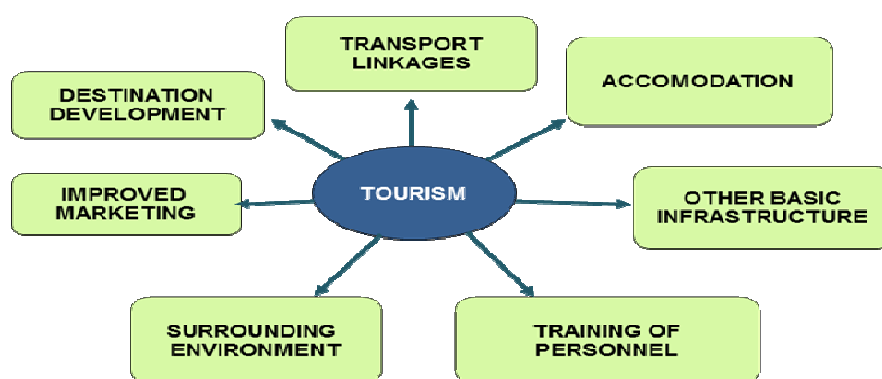 TRANSPORT
LINKAGES
ACCOMODATION
DESTINATION
DEVELOPMENT
TOURISM
IMPROVED
MARKETING
OTHER BASIC
INFRASTRUCTURE
SURROUNDING
ENVIRONMENT
TRAINING OF
PERSONNEL